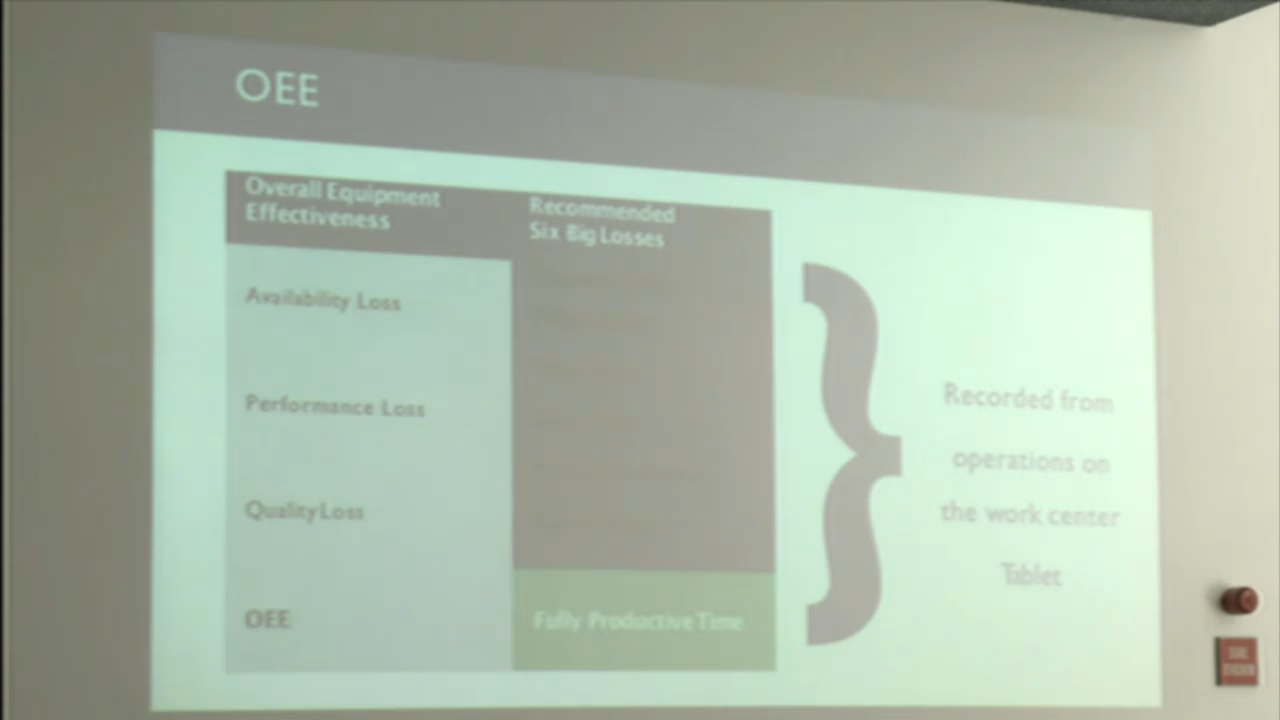 OEE
Overall Equipment
Effectiveness
Recommended
Six Big Losses
Availability Loss
Performance Loss
Quality Loss
OEE
Fully Productive Time
Recorded from
operations on
the work center
Tablet